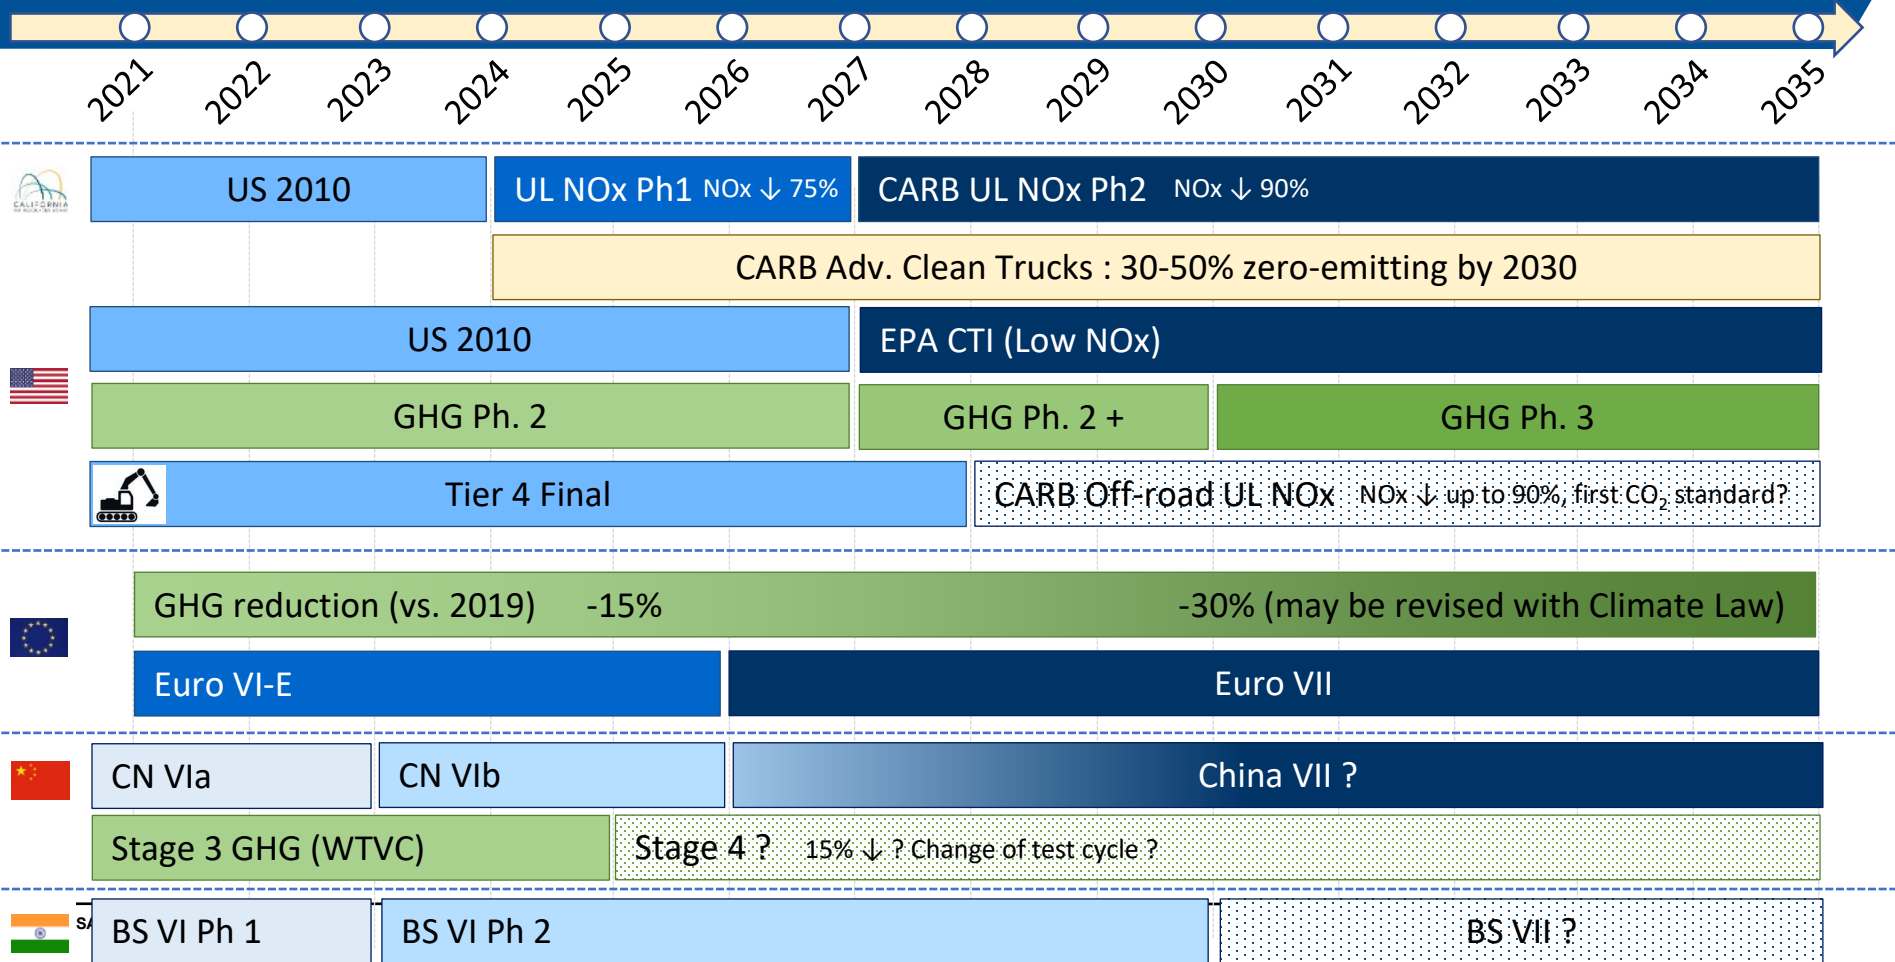 2021 2022 2023 2024 2025 2026 2027 2028 2029 2030 2031 2032 2033 2034 2035
CALIFORNIA
US 2010 UL NOx Ph1 NOx ↓ 75% CARB UL NOx Ph2 NOx ↓ 90%
CARB Adv. Clean Trucks : 30-50% zero-emitting by 2030
US 2010 EPA CTI (Low NOx)
GHG Ph. 2 GHG Ph. 2 + GHG Ph. 3
Tier 4 Final CARB Off-road UL NOx NOx ↓ up to 90%, first CO₂ standard?
GHG reduction (vs. 2019) -15% -30% (may be revised with Climate Law)
Euro VI-E Euro VII
CN VIa CN VIb China VII ?
Stage 3 GHG (WTVC) Stage 4 ? 15% ↓ ? Change of test cycle ?
BS VI Ph 1 BS VI Ph 2 BS VII ?